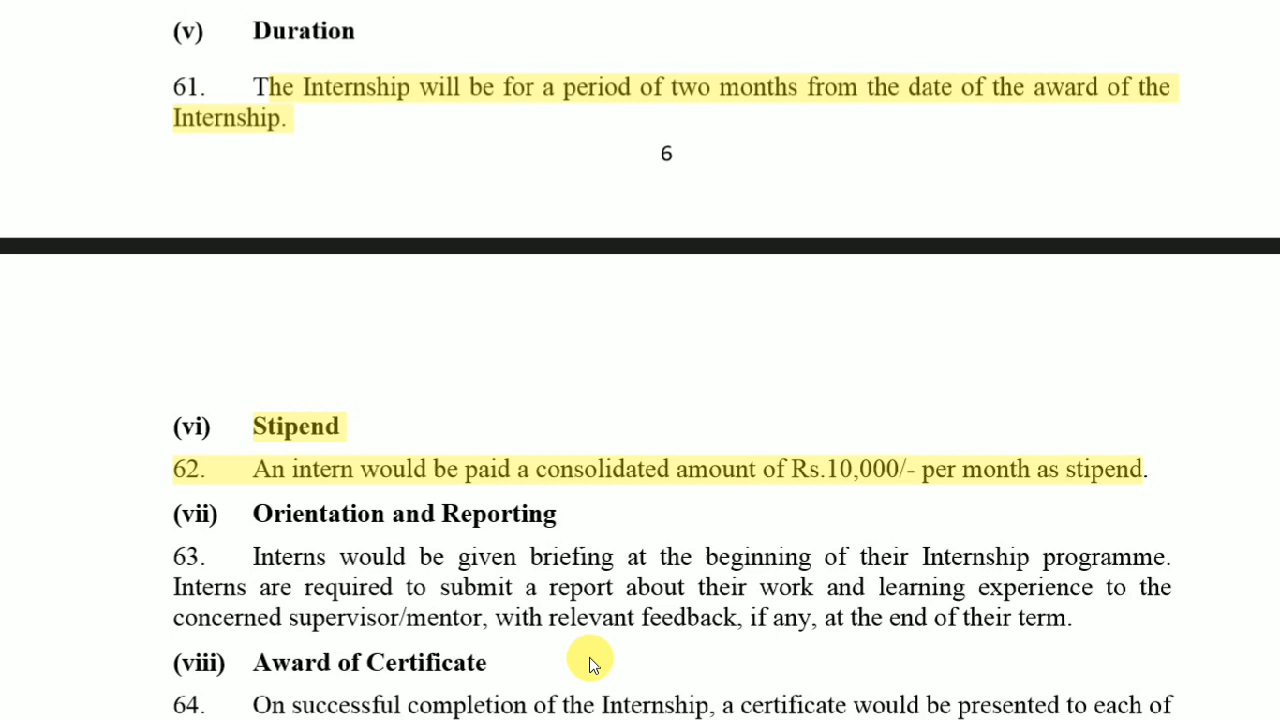 (v) Duration
61. The Internship will be for a period of two months from the date of the award of the
Internship.
6
(vi) Stipend
62. An intern would be paid a consolidated amount of Rs.10,000/- per month as stipend.
(vii) Orientation and Reporting
63. Interns would be given briefing at the beginning of their Internship programme.
Interns are required to submit a report about their work and learning experience to the
concerned supervisor/mentor, with relevant feedback, if any, at the end of their term.
(viii) Award of Certificate
64. On successful completion of the Internship, a certificate would be presented to each of